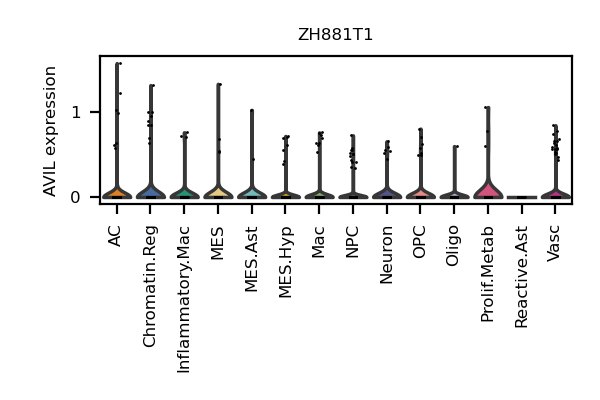 ZH881T1
AVIL expression
1
0
AC
Chromatin.Reg
Inflammatory.Mac
MES
MES.Ast
MES.Hyp
Mac
NPC
Neuron
OPC
Oligo
Prolif.Metab
Reactive.Ast
Vasc